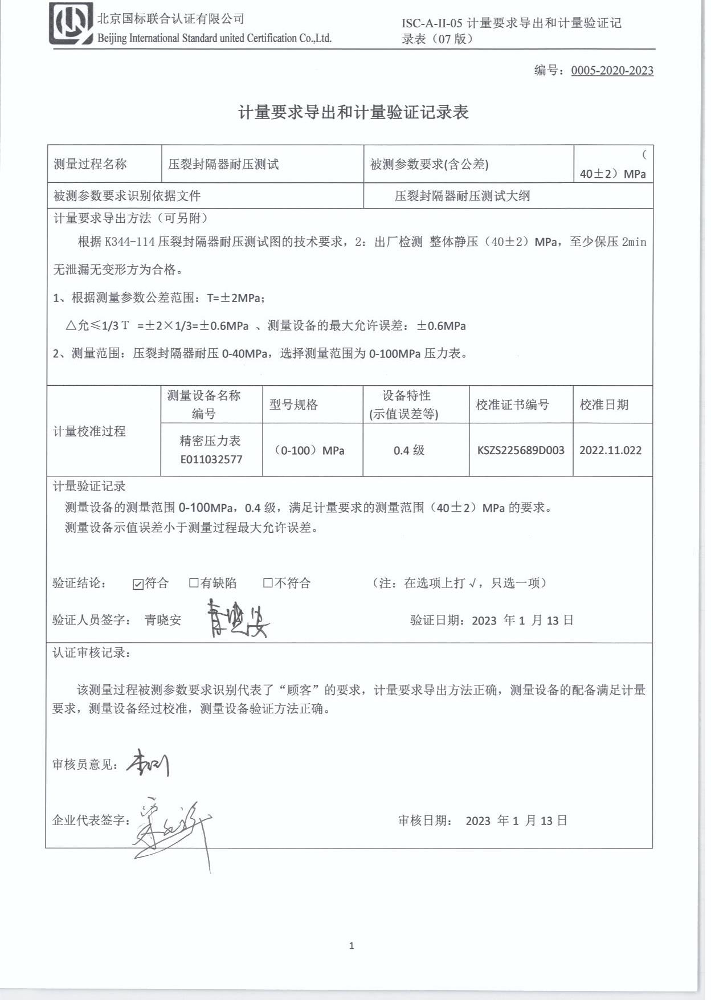 北京国标联合认证有限公司
Beijing International Standard united Certification Co.,Ltd.
ISC-A-II-05 计量要求导出和计量验证记
录表（07 版）
编号：0005-2020-2023
计量要求导出和计量验证记录表
测量过程名称 压裂封隔器耐压测试 被测参数要求(含公差) （
40±2）MPa
被测参数要求识别依据文件 压裂封隔器耐压测试大纲
计量要求导出方法（可另附）
根据 K344-114 压裂封隔器耐压测试图的技术要求，2：出厂检测 整体静压（40±2）MPa，至少保压 2min
无泄漏无变形方为合格。
1、根据测量参数公差范围：T=±2MPa；
△允≤1/3 T =±2×1/3=±0.6MPa 、测量设备的最大允许误差：±0.6MPa
2、测量范围：压裂封隔器耐压 0-40MPa，选择测量范围为 0-100MPa 压力表。
计量校准过程
测量设备名称
编号
型号规格
设备特性
(示值误差等)
校准证书编号
校准日期
精密压力表
E011032577
（0-100）MPa
0.4 级
KSZS225689D003
2022.11.022
计量验证记录
测量设备的测量范围 0-100MPa，0.4 级，满足计量要求的测量范围（40±2）MPa 的要求。
测量设备示值误差小于测量过程最大允许误差。
验证结论： ☑符合 □有缺陷 □不符合 （注：在选项上打√，只选一项）
验证人员签字： 青晓安 青晓安 验证日期：2023 年 1 月 13 日
认证审核记录：
该测量过程被测参数要求识别代表了“顾客”的要求，计量要求导出方法正确，测量设备的配备满足计量
要求，测量设备经过校准，测量设备验证方法正确。
审核员意见：
企业代表签字： 审核日期： 2023 年 1 月 13 日
1